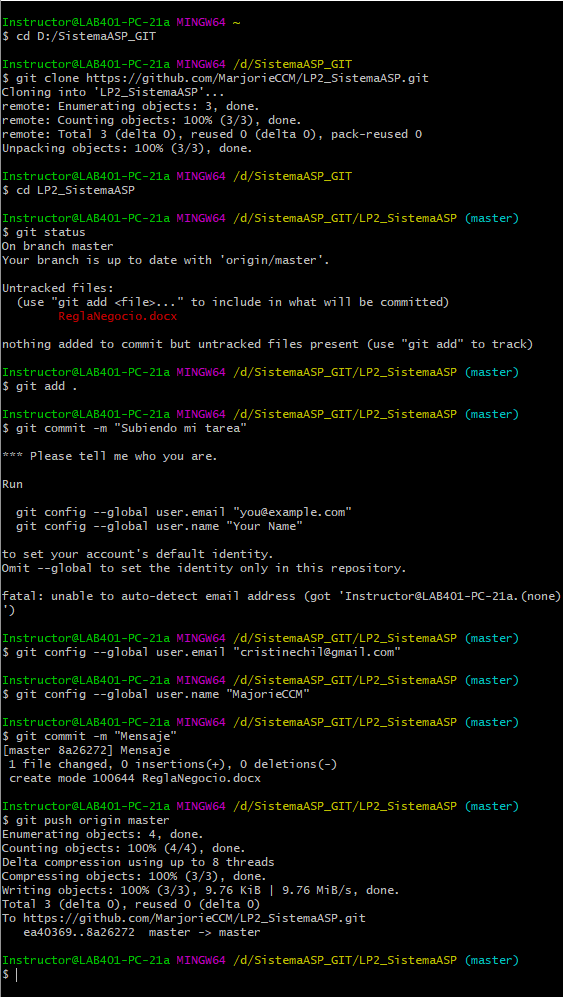 Instructor@LAB401-PC-21a MINGW64 ~
$ cd D:/SistemaASP_GIT
Instructor@LAB401-PC-21a MINGW64 /d/SistemaASP_GIT
$ git clone https://github.com/MarjorieCCM/LP2_SistemaASP.git
Cloning into 'LP2_SistemaASP'...
remote: Enumerating objects: 3, done.
remote: Counting objects: 100% (3/3), done.
remote: Total 3 (delta 0), reused 0 (delta 0), pack-reused 0
Unpacking objects: 100% (3/3), done.
Instructor@LAB401-PC-21a MINGW64 /d/SistemaASP_GIT
$ cd LP2_SistemaASP
Instructor@LAB401-PC-21a MINGW64 /d/SistemaASP_GIT/LP2_SistemaASP (master)
$ git status
On branch master
Your branch is up to date with 'origin/master'.
Untracked files:
  (use "git add <file>..." to include in what will be committed)
        ReglaNegocio.docx
nothing added to commit but untracked files present (use "git add" to track)
Instructor@LAB401-PC-21a MINGW64 /d/SistemaASP_GIT/LP2_SistemaASP (master)
$ git add .
Instructor@LAB401-PC-21a MINGW64 /d/SistemaASP_GIT/LP2_SistemaASP (master)
$ git commit -m "Subiendo mi tarea"
*** Please tell me who you are.
Run
  git config --global user.email "you@example.com"
  git config --global user.name "Your Name"
to set your account's default identity.
Omit --global to set the identity only in this repository.
fatal: unable to auto-detect email address (got 'Instructor@LAB401-PC-21a.(none)
')
Instructor@LAB401-PC-21a MINGW64 /d/SistemaASP_GIT/LP2_SistemaASP (master)
$ git config --global user.email "cristinechil@gmail.com"
Instructor@LAB401-PC-21a MINGW64 /d/SistemaASP_GIT/LP2_SistemaASP (master)
$ git config --global user.name "MajorieCCM"
Instructor@LAB401-PC-21a MINGW64 /d/SistemaASP_GIT/LP2_SistemaASP (master)
$ git commit -m "Mensaje"
[master 8a26272] Mensaje
 1 file changed, 0 insertions(+), 0 deletions(-)
 create mode 100644 ReglaNegocio.docx
Instructor@LAB401-PC-21a MINGW64 /d/SistemaASP_GIT/LP2_SistemaASP (master)
$ git push origin master
Enumerating objects: 4, done.
Counting objects: 100% (4/4), done.
Delta compression using up to 8 threads
Compressing objects: 100% (3/3), done.
Writing objects: 100% (3/3), 9.76 KiB | 9.76 MiB/s, done.
Total 3 (delta 0), reused 0 (delta 0)
To https://github.com/MarjorieCCM/LP2_SistemaASP.git
   ea40369..8a26272  master -> master
Instructor@LAB401-PC-21a MINGW64 /d/SistemaASP_GIT/LP2_SistemaASP (master)
$